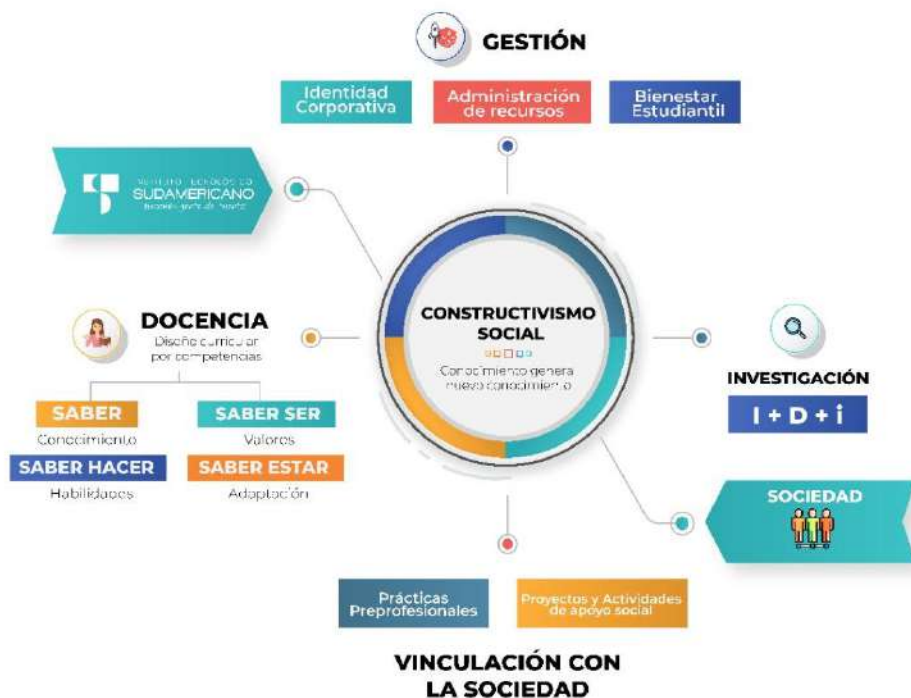 GESTIÓN
Identidad
Corporativa
Administración
de recursos
Bienestar
Estudiantil
SUDAMERICANO
DOCENCIA
Diseño curricular
por competencias
SABER
Conocimiento
SABER SER
Valores
SABER HACER
Habilidades
SABER ESTAR
Adaptación
CONSTRUCTIVISMO
SOCIAL
Conocimiento genera
nuevo conocimiento
INVESTIGACIÓN
I + D + i
SOCIEDAD
Prácticas
Preprofesionales
Proyectos y Actividades
de apoyo social
VINCULACIÓN CON
LA SOCIEDAD